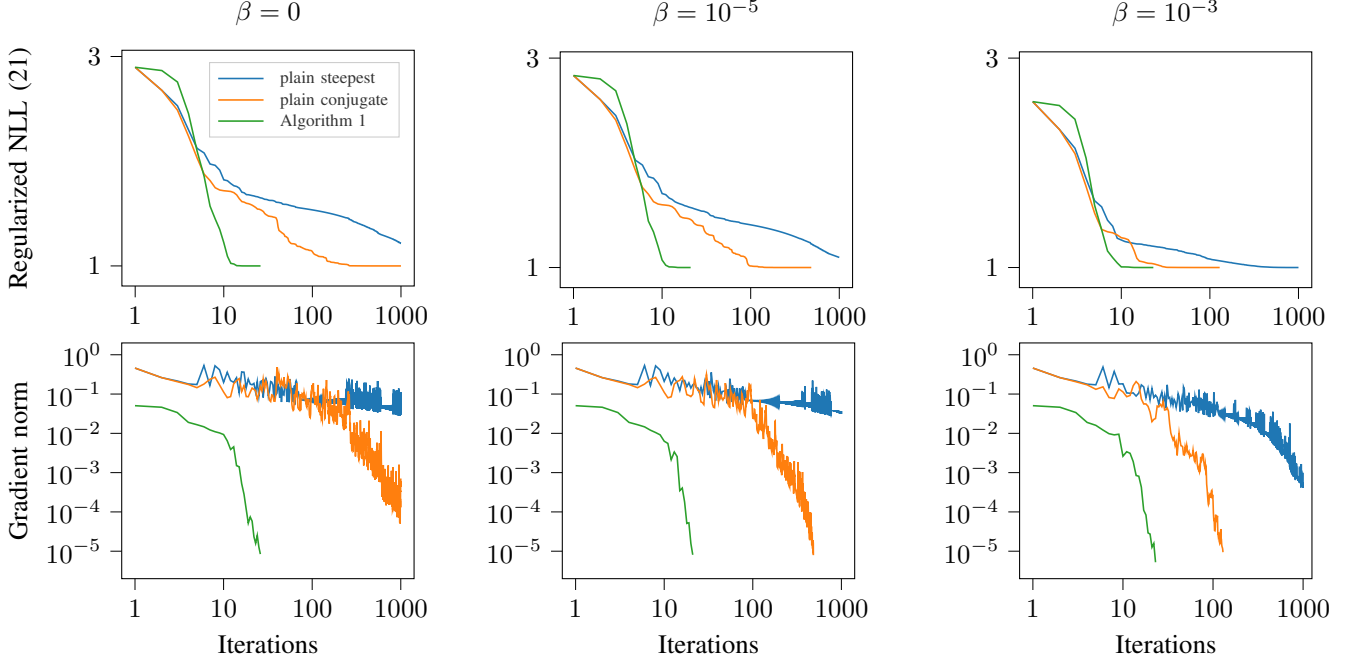 β = 0
β = 10⁻⁵
β = 10⁻³
Regularized NLL (21)
3
1
1 10 100 1000
plain steepest
plain conjugate
Algorithm 1
3
1
1 10 100 1000
3
1
1 10 100 1000
Gradient norm
10⁰
10⁻¹
10⁻²
10⁻³
10⁻⁴
10⁻⁵
1 10 100 1000
Iterations
10⁰
10⁻¹
10⁻²
10⁻³
10⁻⁴
10⁻⁵
1 10 100 1000
Iterations
10⁰
10⁻¹
10⁻²
10⁻³
10⁻⁴
10⁻⁵
1 10 100 1000
Iterations